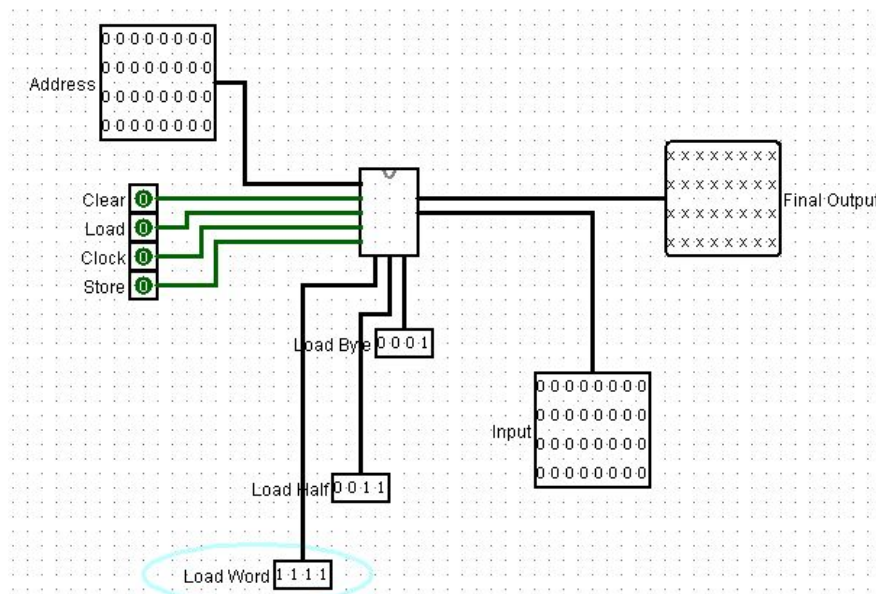 0 0 0 0 0 0 0 0
0 0 0 0 0 0 0 0
Address
0 0 0 0 0 0 0 0
0 0 0 0 0 0 0 0
x x x x x x x x
x x x x x x x x
Final Output
x x x x x x x x
x x x x x x x x
Clear 0
Load 0
Clock 0
Store 0
Load Byte 0 0 0 1
0 0 0 0 0 0 0 0
0 0 0 0 0 0 0 0
Input
0 0 0 0 0 0 0 0
0 0 0 0 0 0 0 0
Load Half 0 0 1 1
Load Word 1 1 1 1